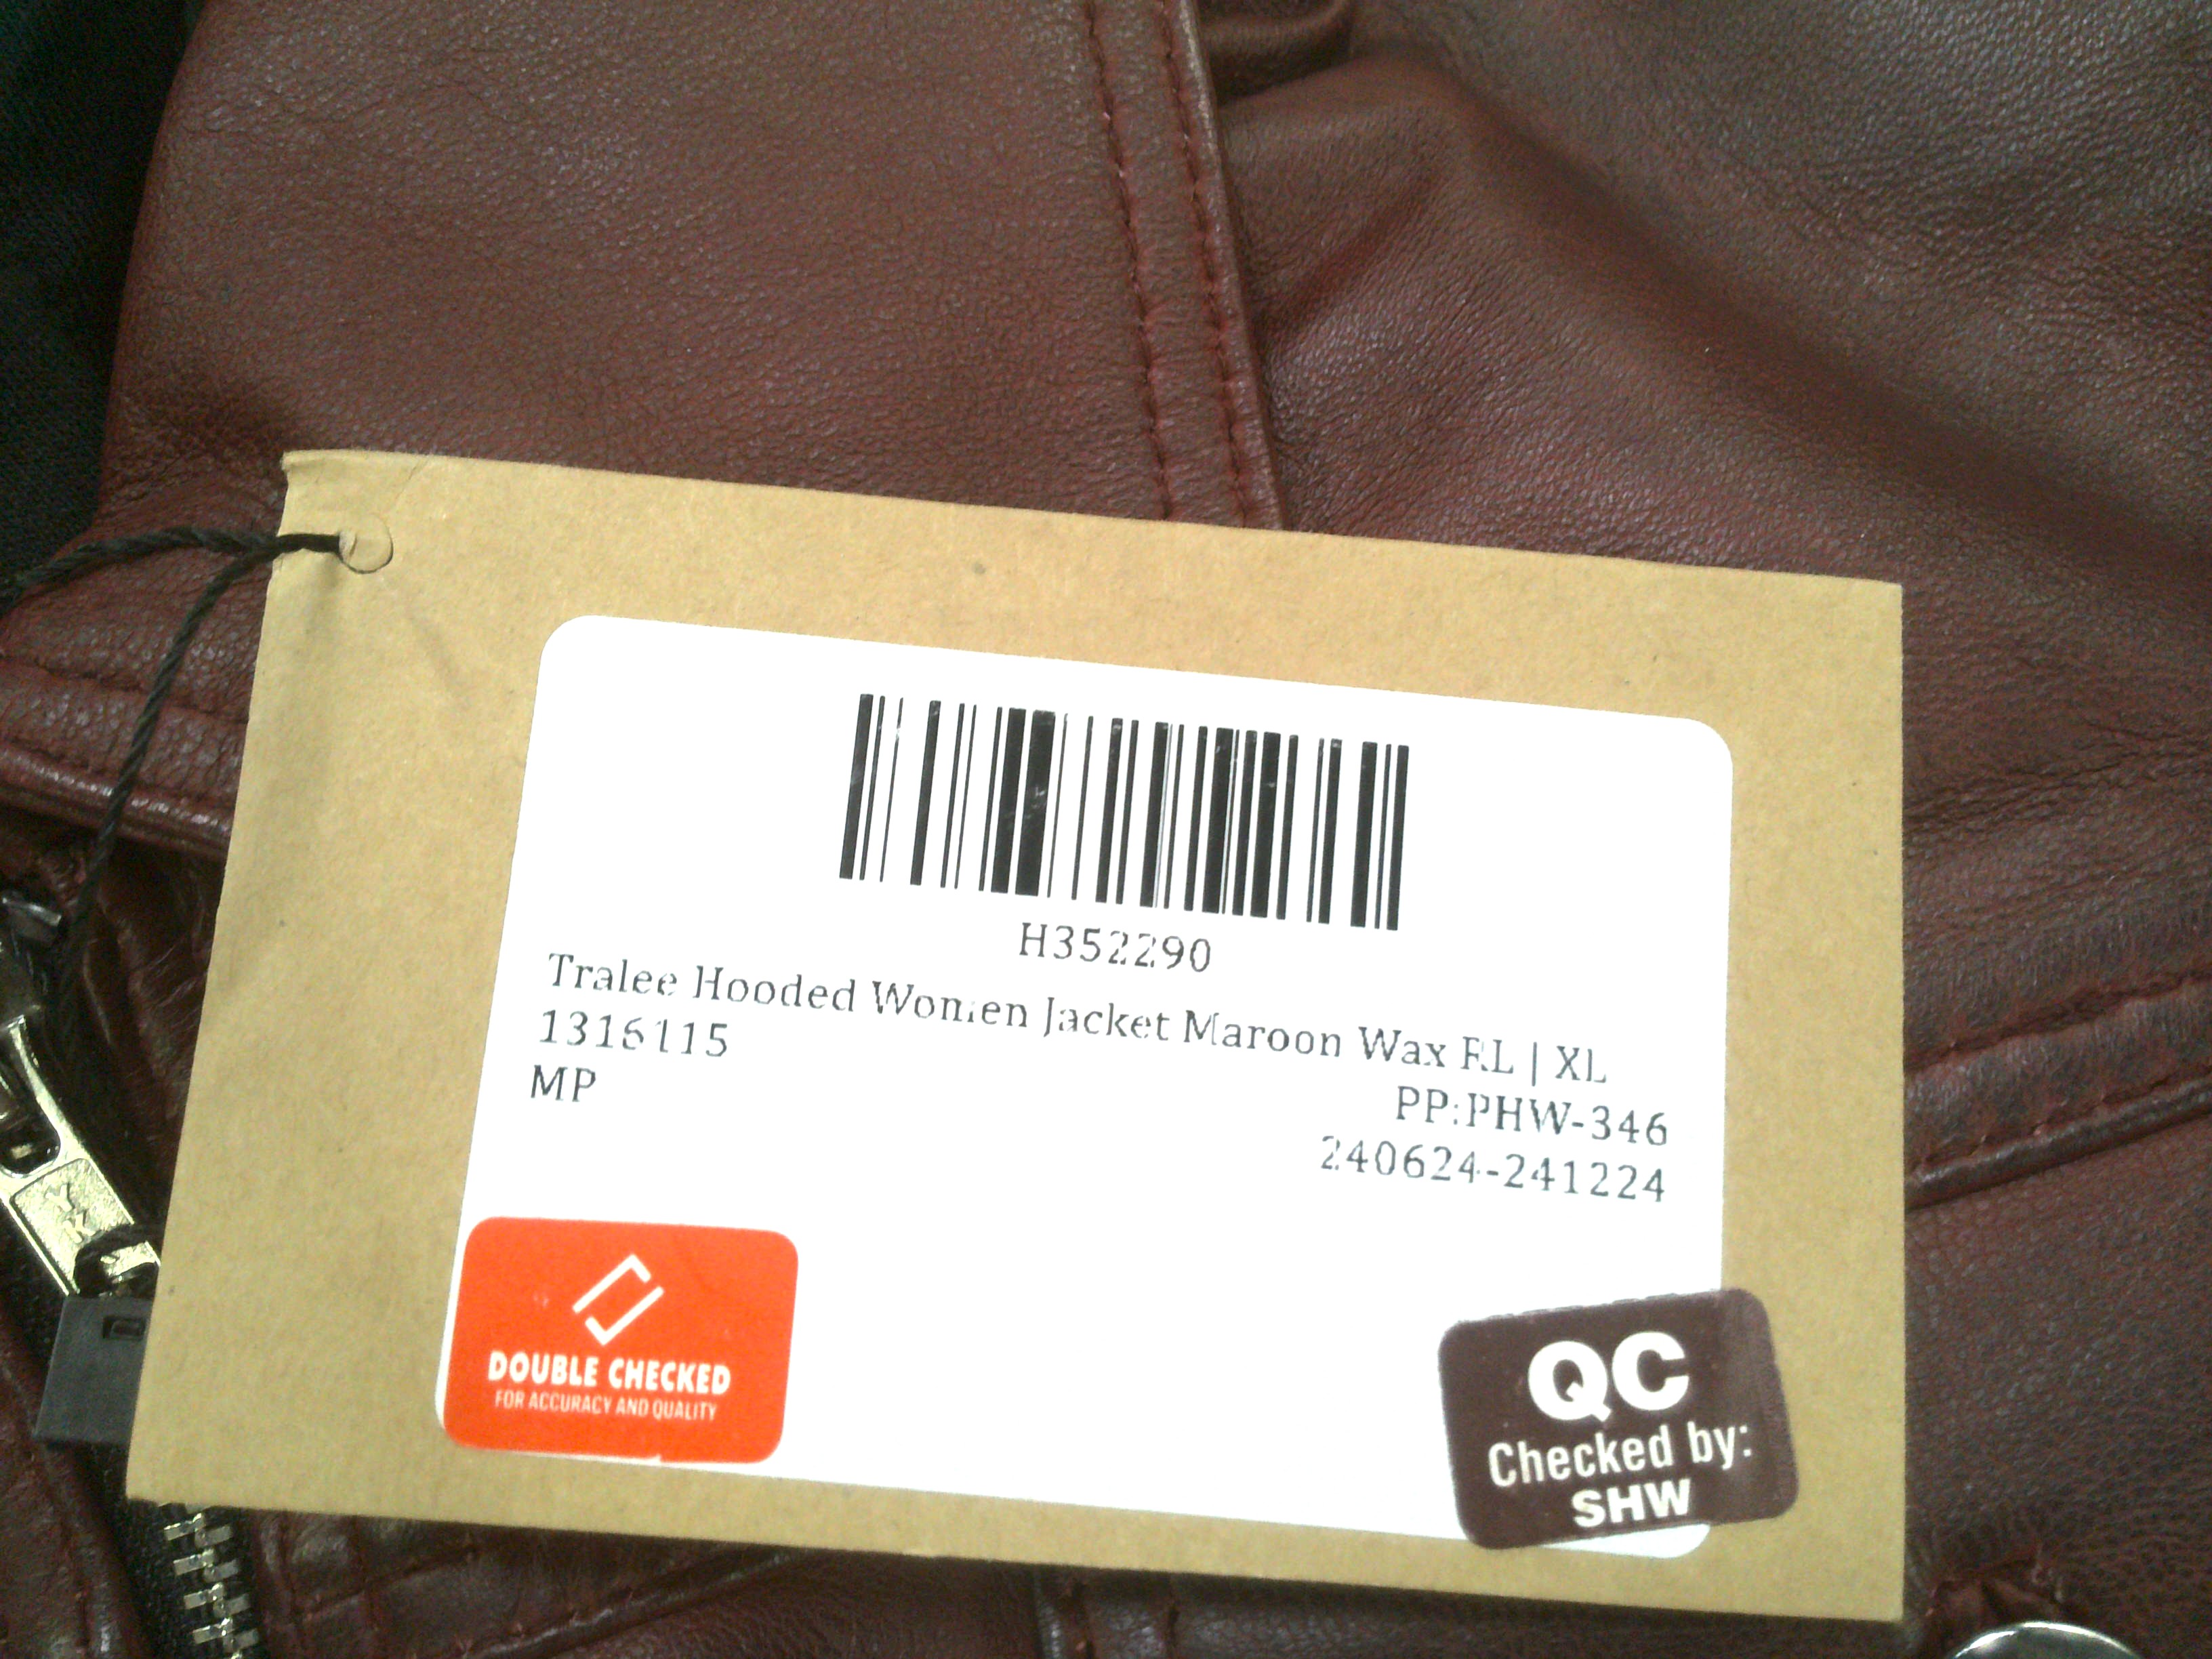 H352290
Tralee Hooded Women Jacket Maroon Wax RL | XL
1316115
MP
PP:PHW-346
240624-241224
DOUBLE CHECKED
FOR ACCURACY AND QUALITY
QC
Checked by:
SHW
YKK